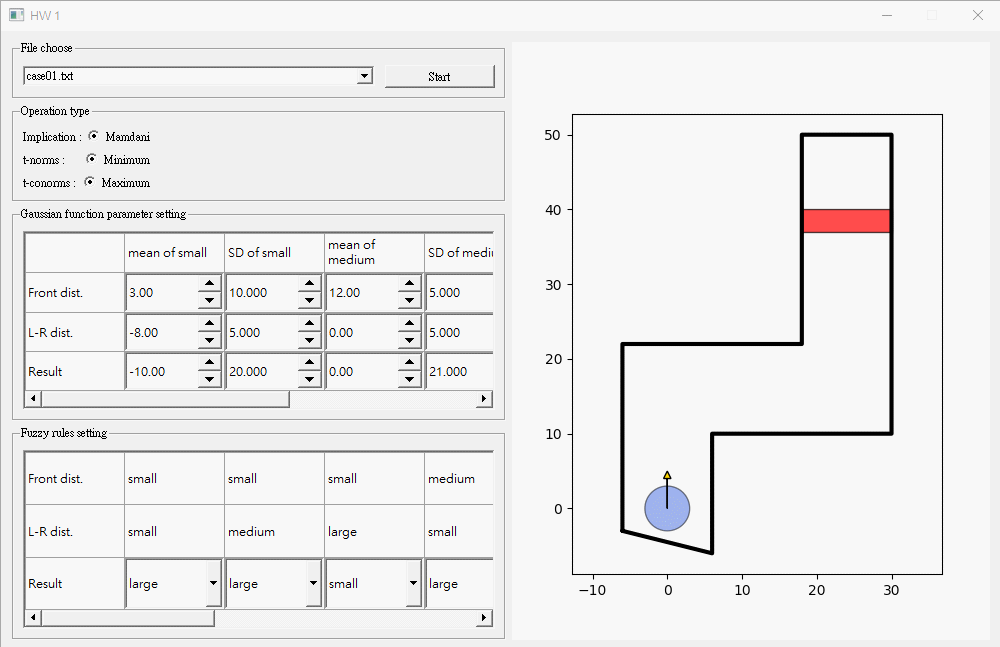 HW 1
File choose
case01.txt
Start
Operation type
Implication : Mamdani
t-norms : Minimum
t-conorms : Maximum
Gaussian function parameter setting
mean of small SD of small mean of medium SD of mediu
Front dist. 3.00 10.000 12.00 5.000
L-R dist. -8.00 5.000 0.00 5.000
Result -10.00 20.000 0.00 21.000
Fuzzy rules setting
Front dist. small small small medium
L-R dist. small medium large small
Result large large small large
50
40
30
20
10
0
−10 0 10 20 30